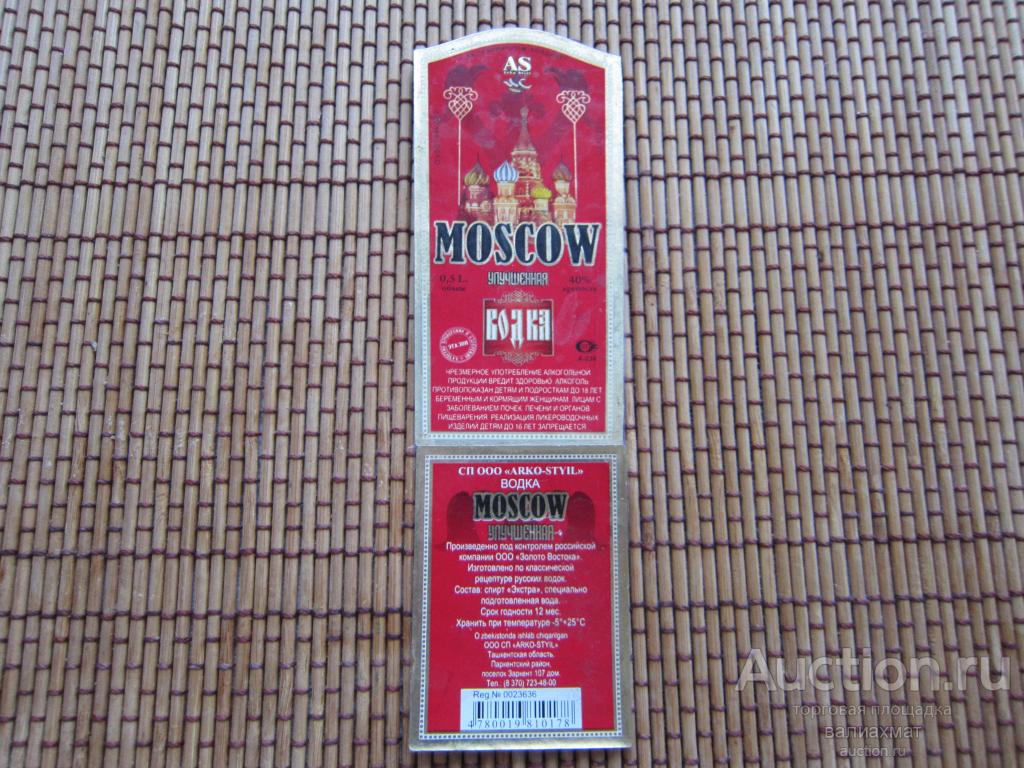 AS
MOSCOW
УЛУЧШЕННАЯ
0,5 L. 40%
объем крепость
ВОДКА
ЧРЕЗМЕРНОЕ УПОТРЕБЛЕНИЕ АЛКОГОЛЬНОЙ
ПРОДУКЦИИ ВРЕДИТ ЗДОРОВЬЮ АЛКОГОЛЬ
ПРОТИВОПОКАЗАН ДЕТЯМ И ПОДРОСТКАМ ДО 18 ЛЕТ
БЕРЕМЕННЫМ И КОРМЯЩИМ ЖЕНЩИНАМ. ЛИЦАМ С
ЗАБОЛЕВАНИЕМ ПОЧЕК. ПЕЧЕНИ И ОРГАНОВ
ПИЩЕВАРЕНИЯ. РЕАЛИЗАЦИЯ ЛИКЕРОВОДОЧНЫХ
ИЗДЕЛИЙ ДЕТЯМ ДО 16 ЛЕТ ЗАПРЕЩАЕТСЯ
СП ООО «ARKO-STYIL»
ВОДКА
MOSCOW
УЛУЧШЕННАЯ
Произведенно под контролем российской
компании ООО «Золото Востока».
Изготовлено по классической
рецептуре русских водок.
Состав: спирт «Экстра», специально
подготовленная вода.
Срок годности 12 мес.
Хранить при температуре -5°+25°C
O zbekistonda ishlab chiqarilgan
ООО СП «ARKO-STYIL»
Ташкентская область.
Паркентский район,
поселок Заркент 107 дом.
Тел.: (8 370) 723-48-00
Reg.№ 0023636
4780019810178
Auction.ru
торговая площадка
валиахмат
auction.ru